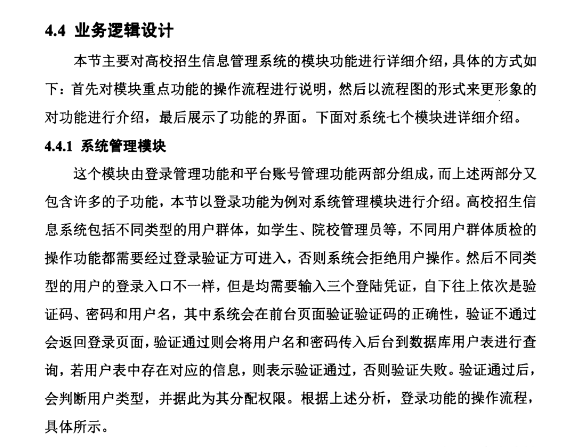 4.4 业务逻辑设计
本节主要对高校招生信息管理系统的模块功能进行详细介绍，具体的方式如
下：首先对模块重点功能的操作流程进行说明，然后以流程图的形式来更形象的
对功能进行介绍，最后展示了功能的界面。下面对系统七个模块进详细介绍。
4.4.1 系统管理模块
这个模块由登录管理功能和平台账号管理功能两部分组成，而上述两部分又
包含许多的子功能，本节以登录功能为例对系统管理模块进行介绍。高校招生信
息系统包括不同类型的用户群体，如学生、院校管理员等，不同用户群体质检的
操作功能都需要经过登录验证方可进入，否则系统会拒绝用户操作。然后不同类
型的用户的登录入口不一样，但是均需要输入三个登陆凭证，自下往上依次是验
证码、密码和用户名，其中系统会在前台页面验证验证码的正确性，验证不通过
会返回登录页面，验证通过则会将用户名和密码传入后台到数据库用户表进行查
询，若用户表中存在对应的信息，则表示验证通过，否则验证失败。验证通过后，
会判断用户类型，并据此为其分配权限。根据上述分析，登录功能的操作流程，
具体所示。